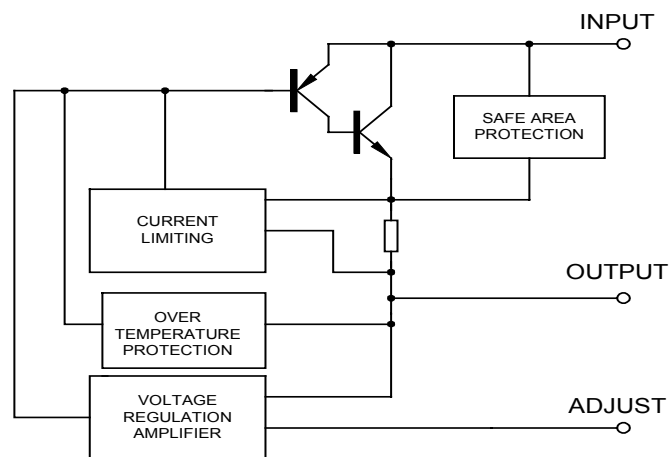 INPUT
SAFE AREA
PROTECTION
CURRENT
LIMITING
OUTPUT
OVER
TEMPERATURE
PROTECTION
VOLTAGE
REGULATION
AMPLIFIER
ADJUST